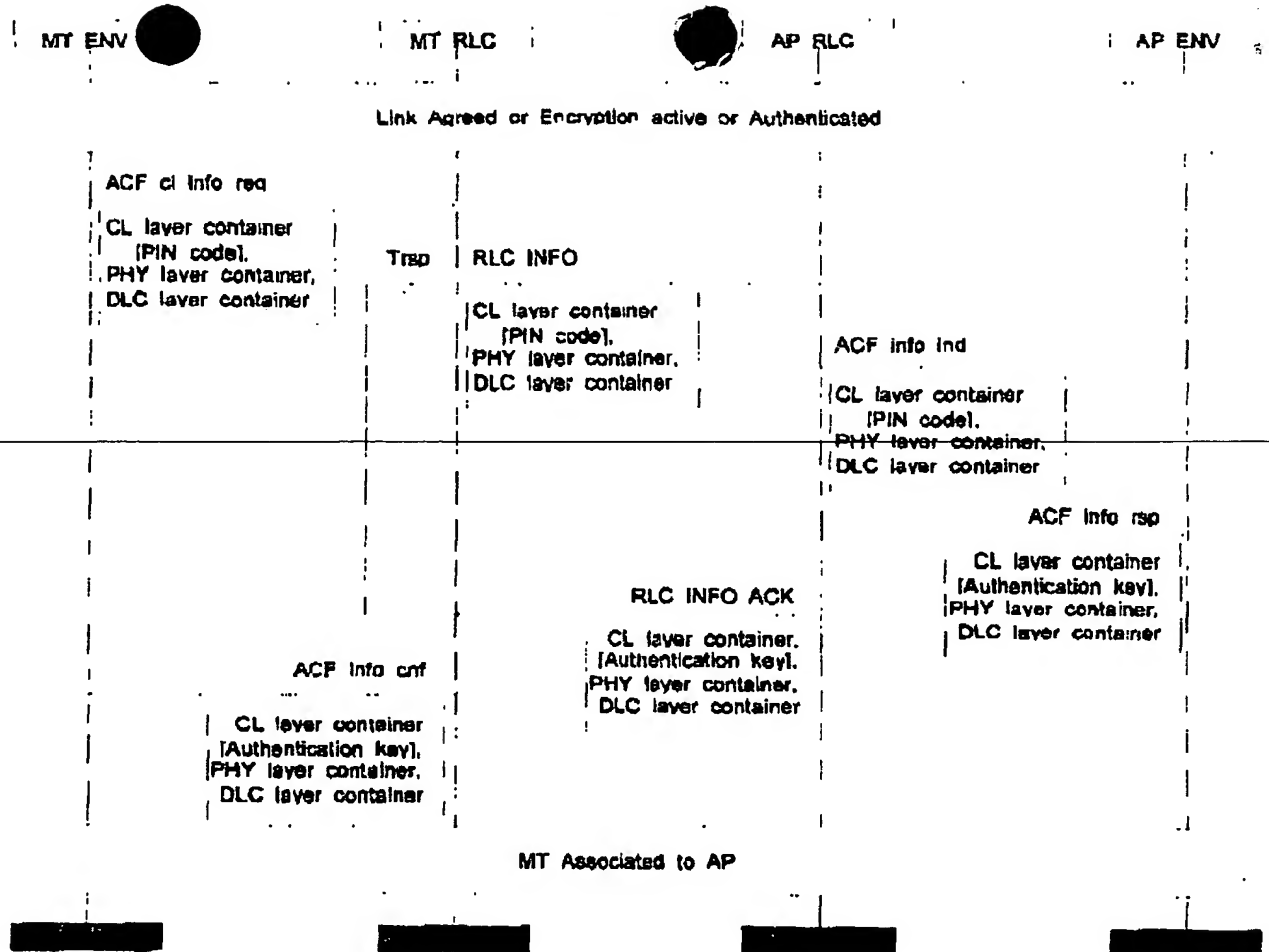 MT ENV
MT RLC
AP RLC
AP ENV
Link Agreed or Encryption active or Authenticated
ACF cl info req
CL layer container
[PIN code],
PHY layer container,
DLC layer container
Trsp
RLC INFO
CL layer container
[PIN code],
PHY layer container,
DLC layer container
ACF info ind
CL layer container
[PIN code],
PHY layer container,
DLC layer container
ACF info rsp
CL layer container
[Authentication key],
PHY layer container,
DLC layer container
RLC INFO ACK
CL layer container,
[Authentication key],
PHY layer container,
DLC layer container
ACF info cnf
CL layer container
[Authentication key],
PHY layer container,
DLC layer container
MT Associated to AP